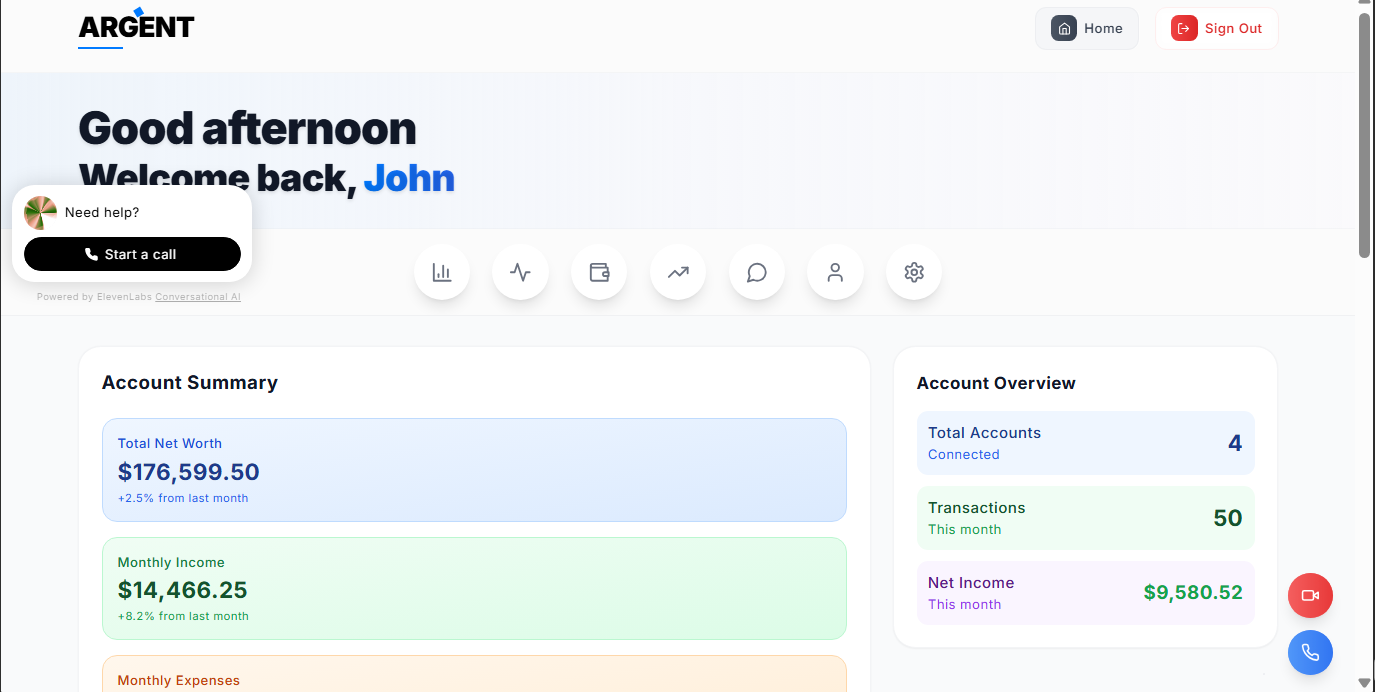 ARGENT
Home
Sign Out
Good afternoon
Welcome back, John
Need help?
Start a call
Powered by ElevenLabs Conversational AI
Account Summary
Total Net Worth
$176,599.50
+2.5% from last month
Monthly Income
$14,466.25
+8.2% from last month
Monthly Expenses
Account Overview
Total Accounts
Connected
4
Transactions
This month
50
Net Income
This month
$9,580.52